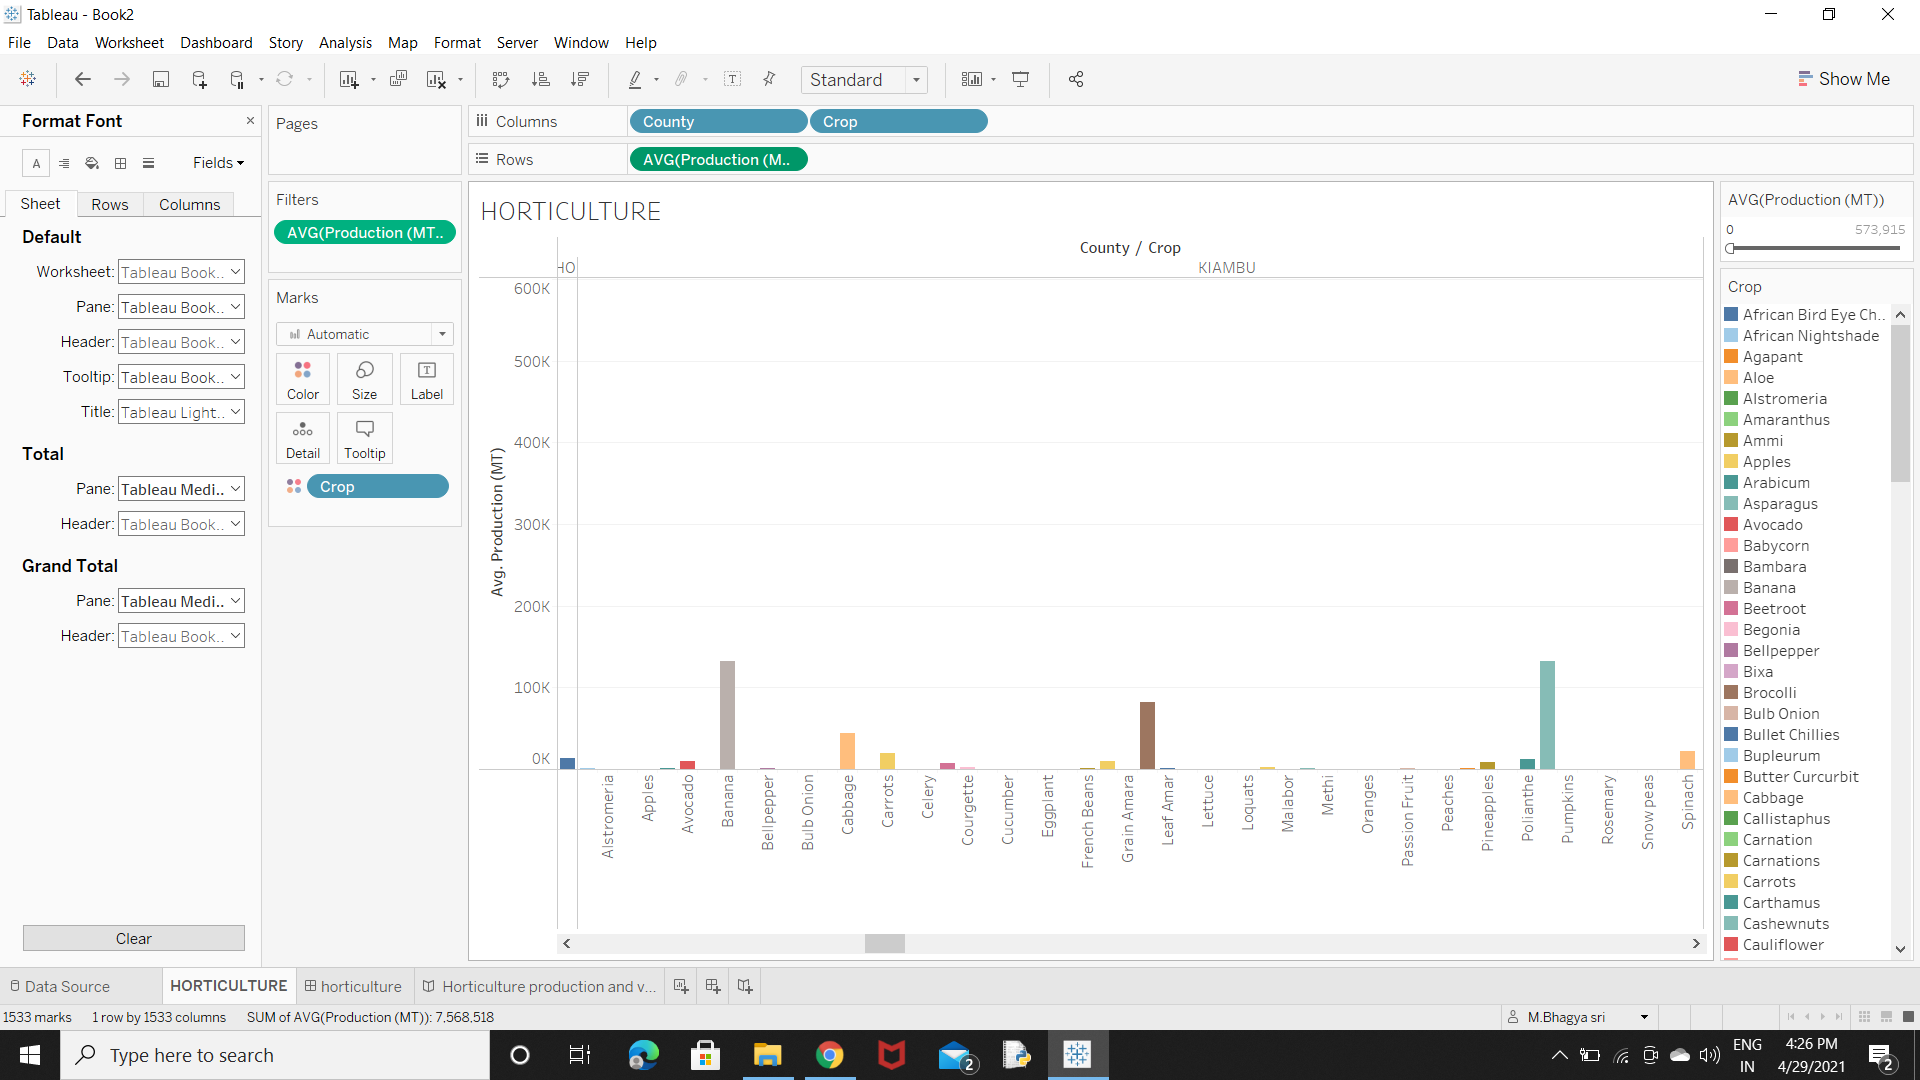 Tableau - Book2
File Data Worksheet Dashboard Story Analysis Map Format Server Window Help
Standard
Show Me
Format Font
Fields
Sheet Rows Columns
Default
Worksheet: Tableau Book..
Pane: Tableau Book..
Header: Tableau Book..
Tooltip: Tableau Book..
Title: Tableau Light..
Total
Pane: Tableau Medi..
Header: Tableau Book..
Grand Total
Pane: Tableau Medi..
Header: Tableau Book..
Clear
Pages
Filters
AVG(Production (MT..
Marks
Automatic
Color Size Label
Detail Tooltip
Crop
Columns County Crop
Rows AVG(Production (M..
HORTICULTURE
County / Crop
HO KIAMBU
Avg. Production (MT)
600K
500K
400K
300K
200K
100K
0K
Alstromeria
Apples
Avocado
Banana
Bellpepper
Bulb Onion
Cabbage
Carrots
Celery
Courgette
Cucumber
Eggplant
French Beans
Grain Amara
Leaf Amar
Lettuce
Loquats
Malabor
Methi
Oranges
Passion Fruit
Peaches
Pineapples
Polianthe
Pumpkins
Rosemary
Snow peas
Spinach
AVG(Production (MT))
0 573,915
Crop
African Bird Eye Ch..
African Nightshade
Agapant
Aloe
Alstromeria
Amaranthus
Ammi
Apples
Arabicum
Asparagus
Avocado
Babycorn
Bambara
Banana
Beetroot
Begonia
Bellpepper
Bixa
Brocolli
Bulb Onion
Bullet Chillies
Bupleurum
Butter Curcurbit
Cabbage
Callistaphus
Carnation
Carnations
Carrots
Carthamus
Cashewnuts
Cauliflower
Data Source HORTICULTURE horticulture Horticulture production and v...
1533 marks 1 row by 1533 columns SUM of AVG(Production (MT)): 7,568,518
M.Bhagya sri
Type here to search
2
ENG
IN
4:26 PM
4/29/2021
2